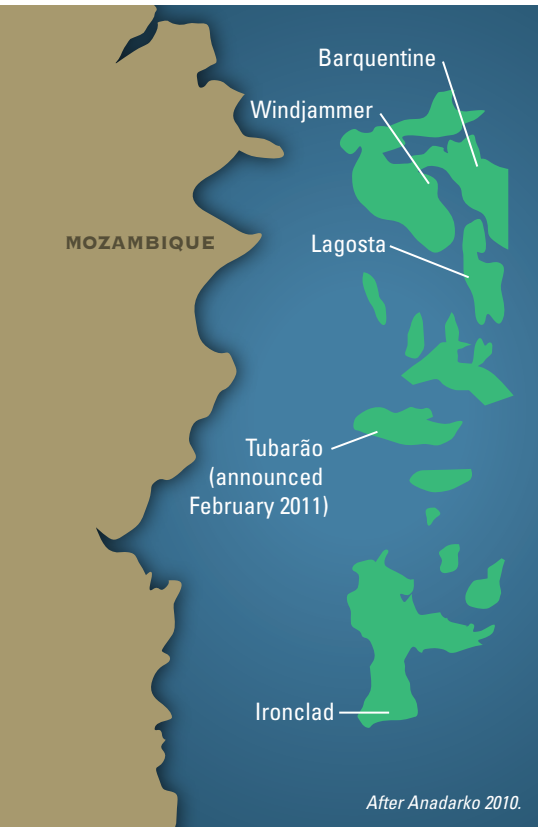 Barquentine
Windjammer
MOZAMBIQUE
Lagosta
Tubarão
(announced
February 2011)
Ironclad
After Anadarko 2010.